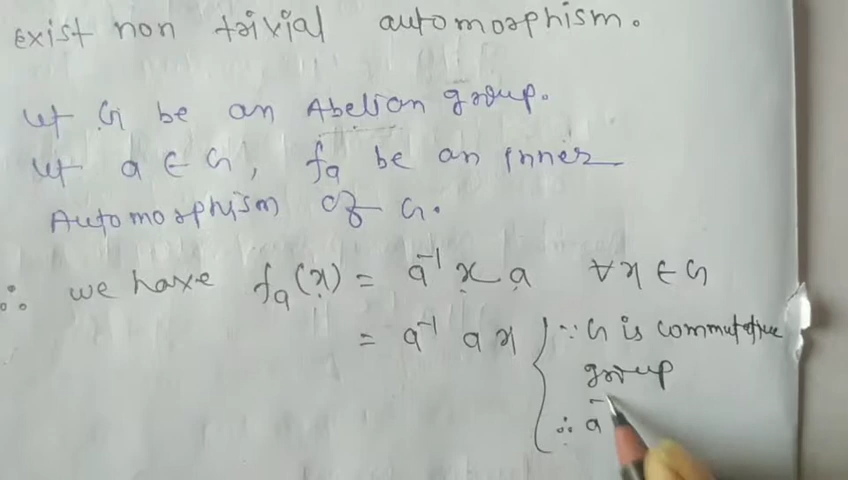 Exist non trivial automorphism.
Let G be an Abelian group.
Let a ∈ G, fₐ be an inner
Automorphism of G.
∴ we have fₐ(x) = a⁻¹ x a ∀ x ∈ G
= a⁻¹ a x { ∵ G is commutative
group
∴ a⁻